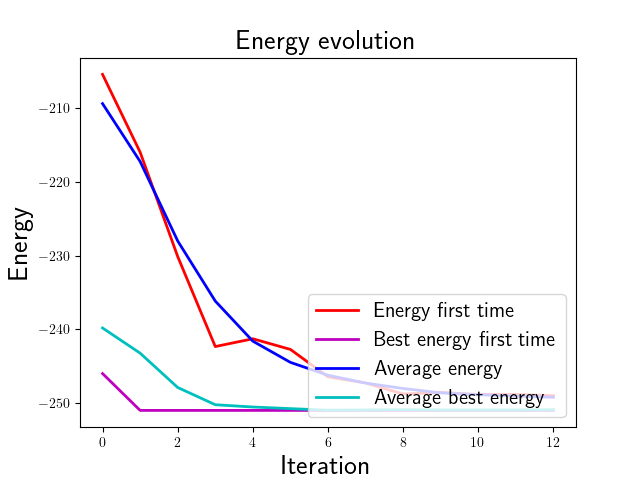 Energy evolution
Energy
−210
−220
−230
−240
−250
Energy first time
Best energy first time
Average energy
Average best energy
0 2 4 6 8 10 12
Iteration